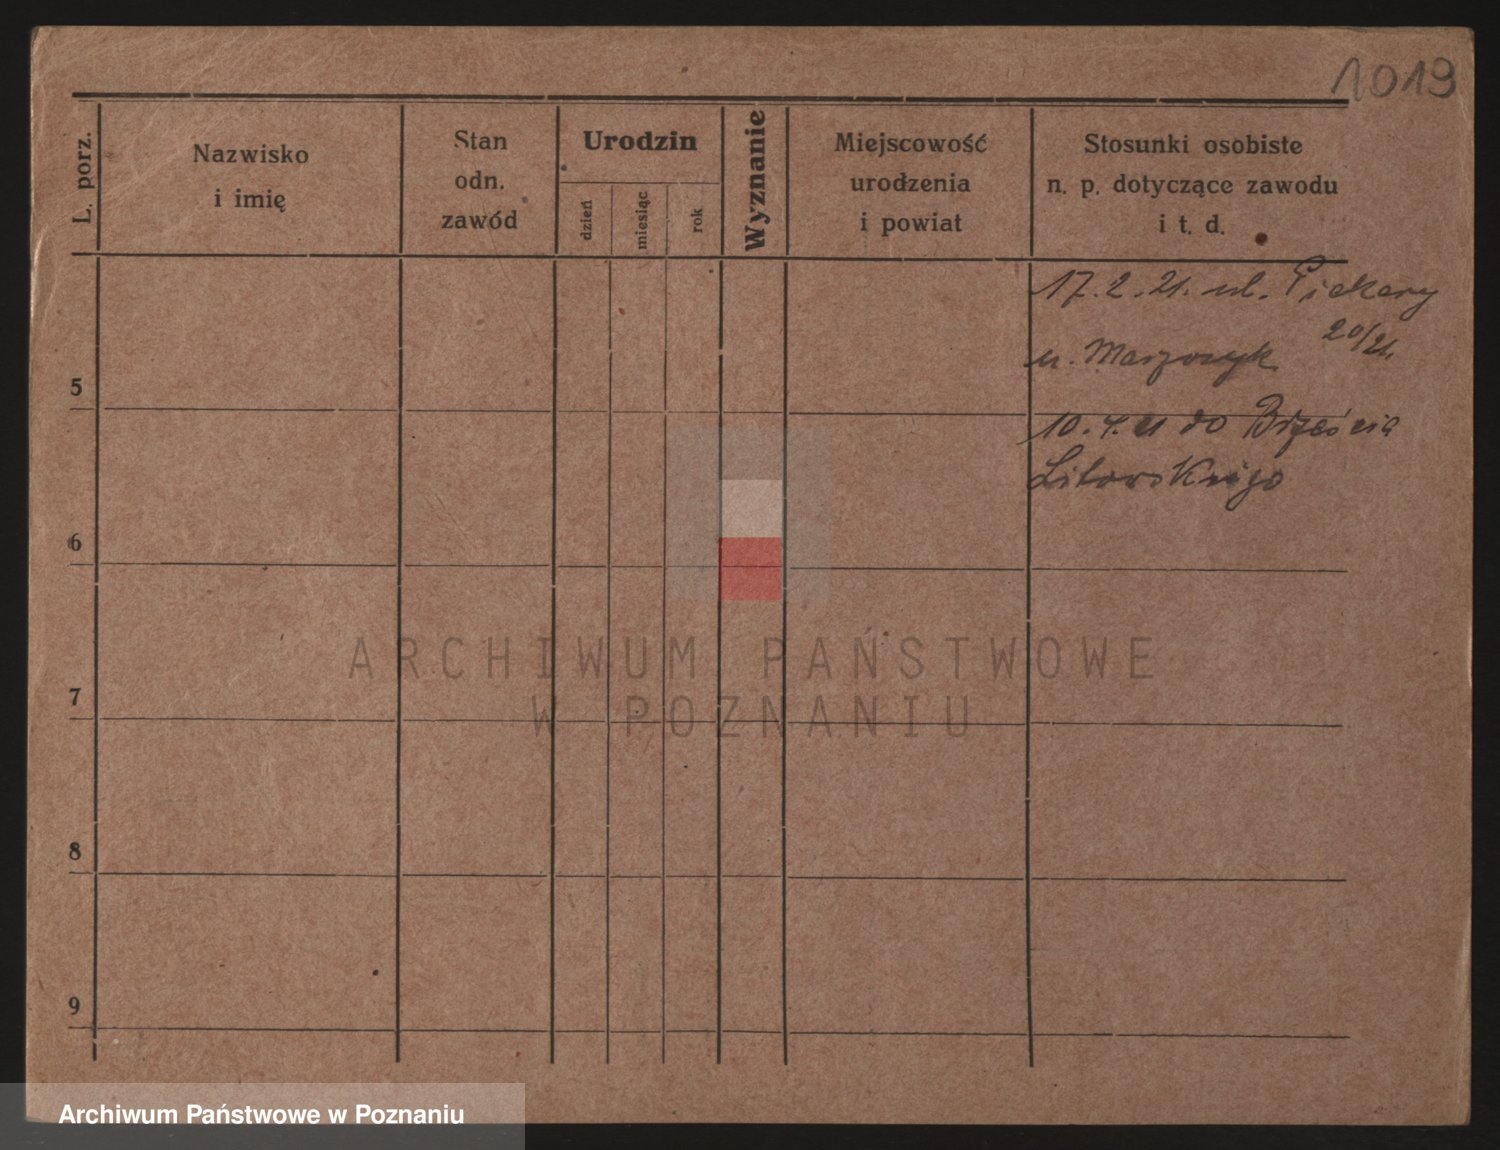 1019
L. porz.
Nazwisko
i imię
Stan
odn.
zawód
Urodzin
dzień
miesiąc
rok
Wyznanie
Miejscowość
urodzenia
i powiat
Stosunki osobiste
n. p. dotyczące zawodu
i t. d.
17. 2. 21. ul. Piekary
20/21.
u.
5
10. 4. 21 do Brześcia
Litewskiego
6
7
8
9
ARCHIWUM PAŃSTWOWE
W POZNANIU
Archiwum Państwowe w Poznaniu